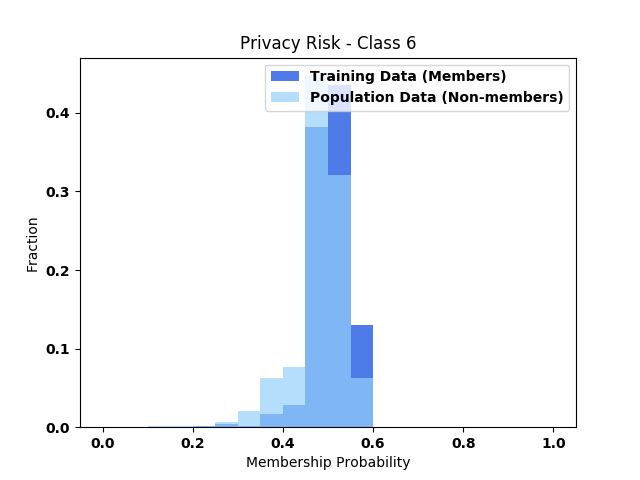 Privacy Risk - Class 6
Training Data (Members)
Population Data (Non-members)
Fraction
0.4
0.3
0.2
0.1
0.0
0.0 0.2 0.4 0.6 0.8 1.0
Membership Probability